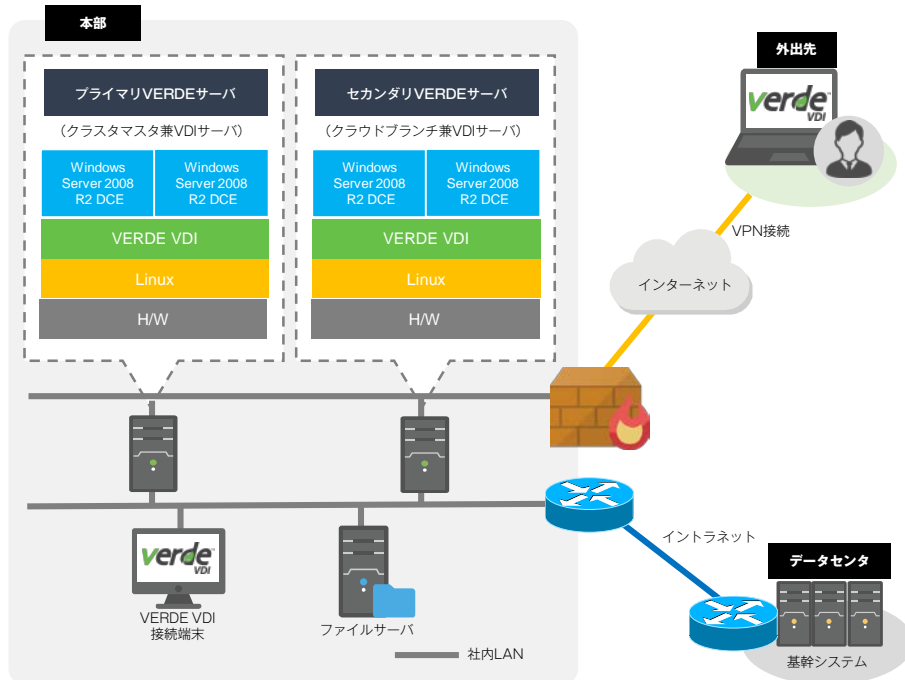 本部
プライマリVERDEサーバ
（クラスタマスタ兼VDIサーバ）
Windows
Server 2008
R2 DCE
Windows
Server 2008
R2 DCE
VERDE VDI
Linux
H/W
セカンダリVERDEサーバ
（クラウドブランチ兼VDIサーバ）
Windows
Server 2008
R2 DCE
Windows
Server 2008
R2 DCE
VERDE VDI
Linux
H/W
外出先
verde™
VDI
VPN接続
インターネット
verde™
VDI
VERDE VDI
接続端末
ファイルサーバ
社内LAN
イントラネット
データセンタ
基幹システム